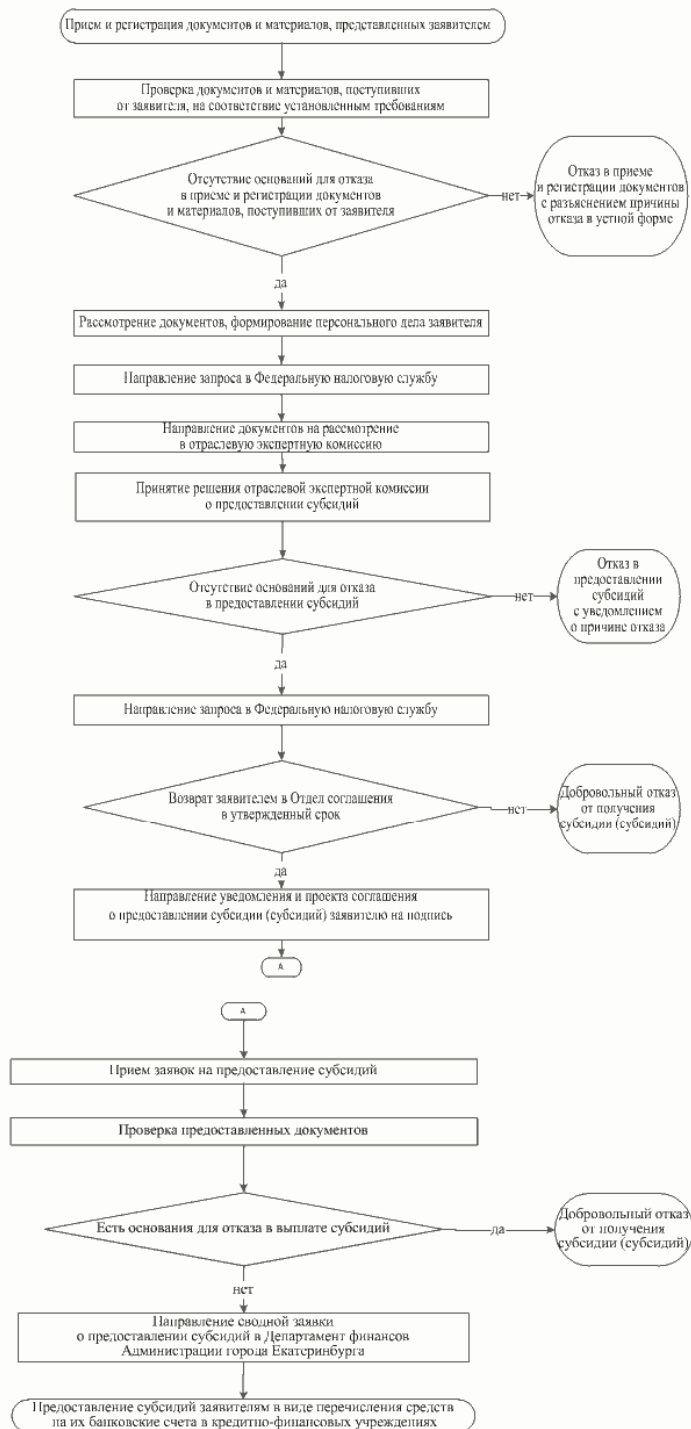 Прием и регистрация документов и материалов, представленных заявителем
Проверка документов и материалов, поступивших
от заявителя, на соответствие установленным требованиям
Отсутствие оснований для отказа
в приеме и регистрации документов
и материалов, поступивших от заявителя
нет
Отказ в приеме
и регистрации документов
с разъяснением причины
отказа в устной форме
да
Рассмотрение документов, формирование персонального дела заявителя
Направление запроса в Федеральную налоговую службу
Направление документов на рассмотрение
в отраслевую экспертную комиссию
Принятие решения отраслевой экспертной комиссии
о предоставлении субсидий
Отсутствие оснований для отказа
в предоставлении субсидий
нет
Отказ в
предоставлении
субсидий
с уведомлением
о причине отказа
да
Направление запроса в Федеральную налоговую службу
Возврат заявителем в Отдел соглашения
в утвержденный срок
нет
Добровольный отказ
от получения
субсидии (субсидий)
да
Направление уведомления и проекта соглашения
о предоставлении субсидии (субсидий) заявителю на подпись
А
А
Прием заявок на предоставление субсидий
Проверка предоставленных документов
Есть основания для отказа в выплате субсидий
да
Добровольный отказ
от получения
субсидии (субсидий)
нет
Направление сводной заявки
о предоставлении субсидий в Департамент финансов
Администрации города Екатеринбурга
Предоставление субсидий заявителям в виде перечисления средств
на их банковские счета в кредитно-финансовых учреждениях